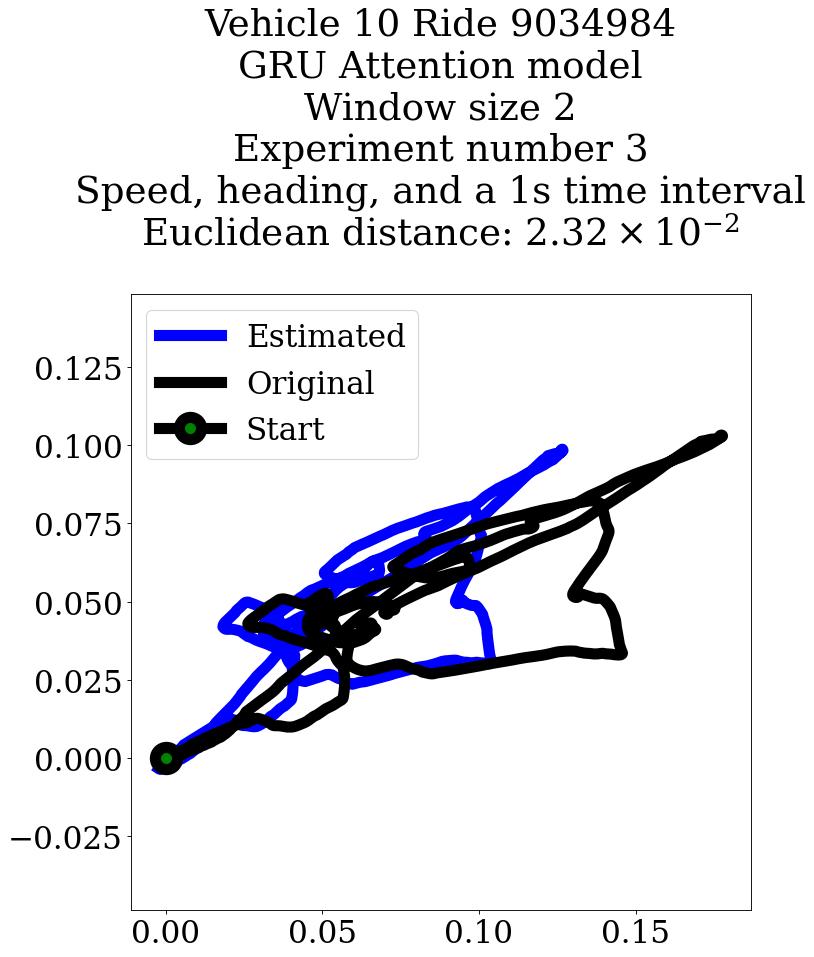 Vehicle 10 Ride 9034984
GRU Attention model
Window size 2
Experiment number 3
Speed, heading, and a 1s time interval
Euclidean distance: 2.32 × 10⁻²
Estimated
Original
Start
0.125
0.100
0.075
0.050
0.025
0.000
−0.025
0.00 0.05 0.10 0.15